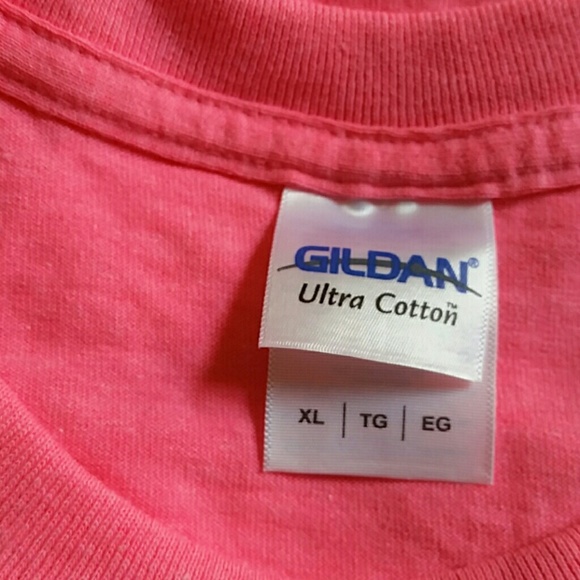 GILDAN®
Ultra Cotton™
XL | TG | EG